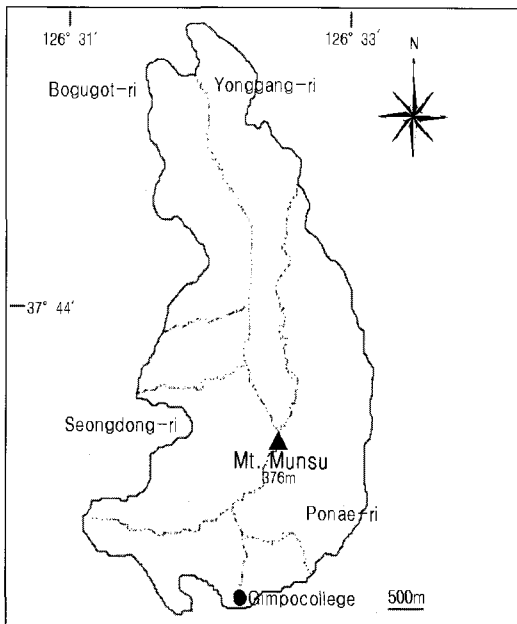 126° 31′
126° 33′
N
Bogugot-ri
Yonggang-ri
37° 44′
Seongdong-ri
Mt. Munsu
376m
Ponae-ri
Gimpocollege
500m